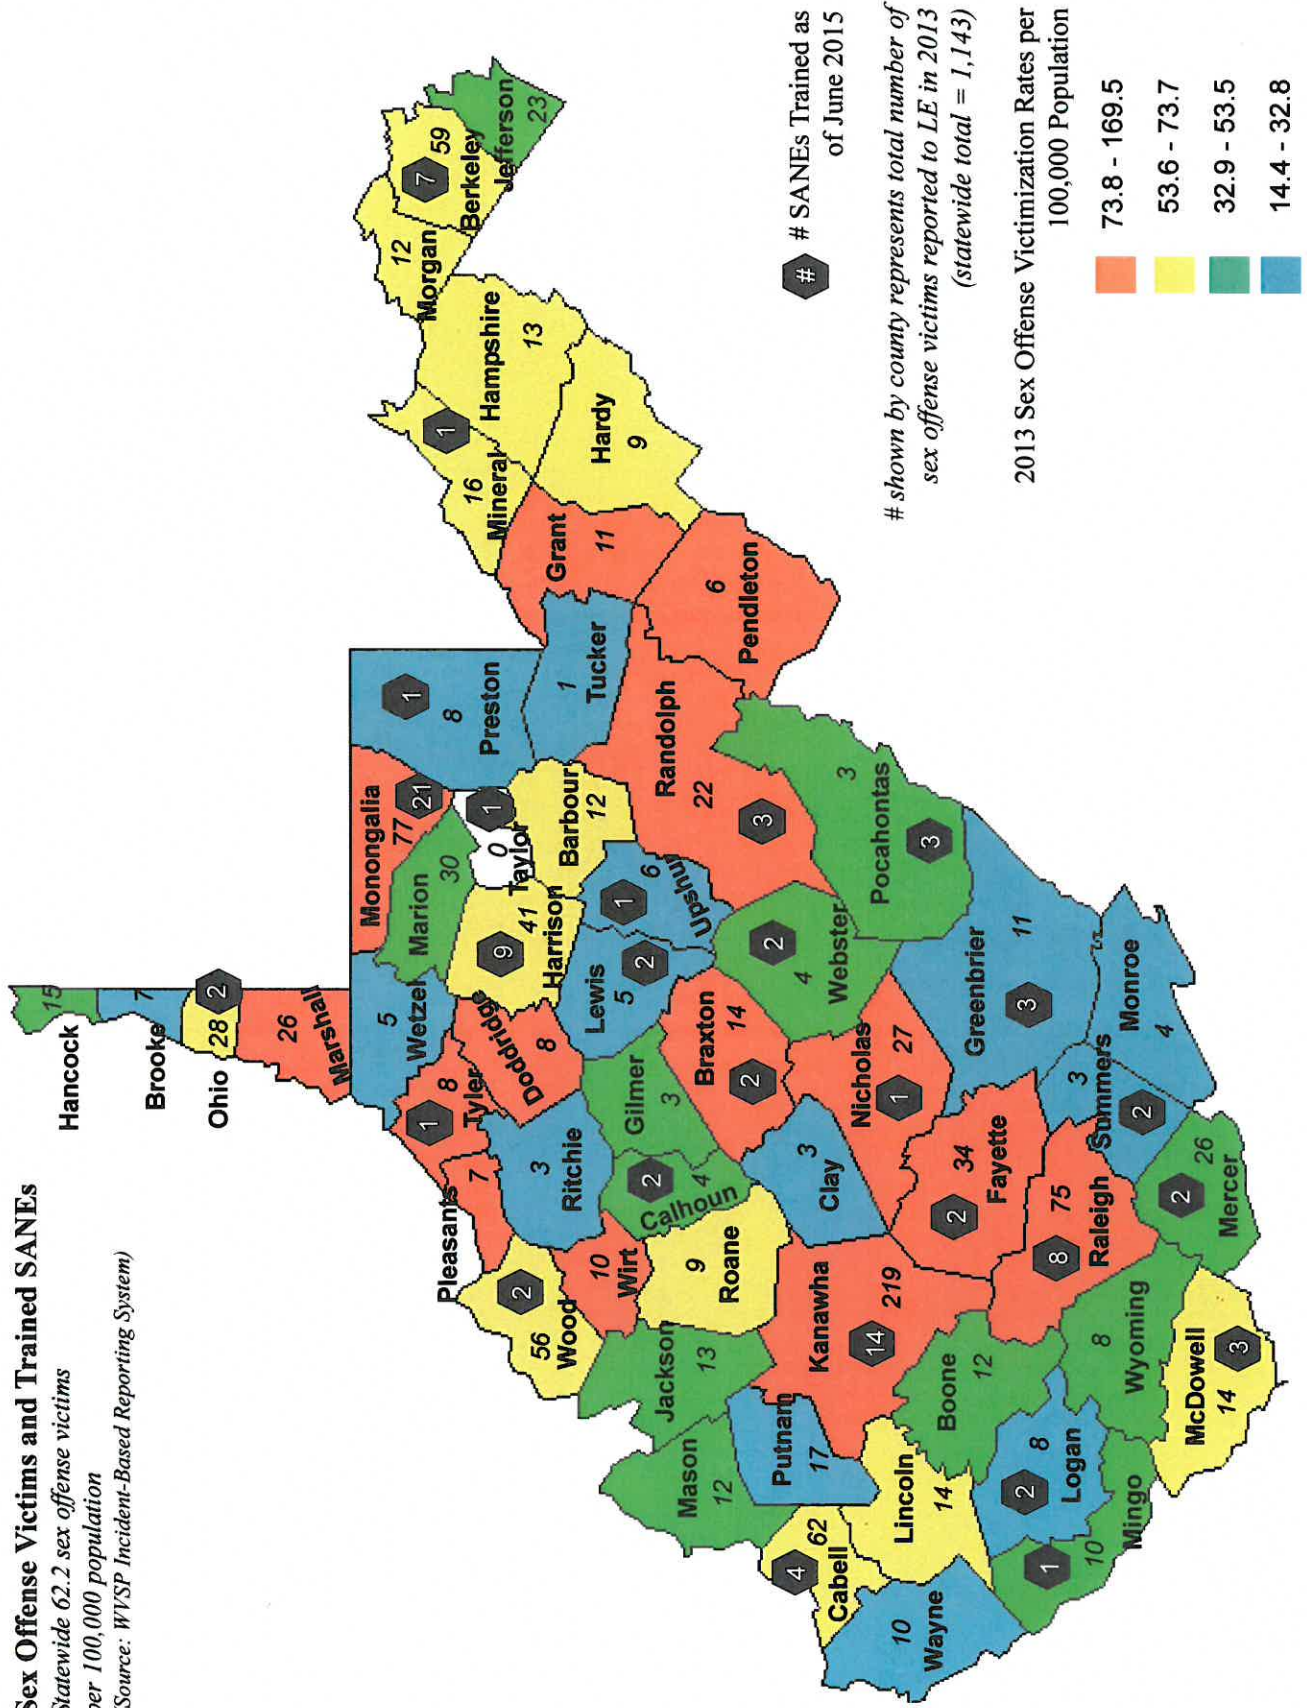 Sex Offense Victims and Trained SANEs
Statewide 62.2 sex offense victims
per 100,000 population
Source: WVSP Incident-Based Reporting System)
Hancock
15
Brooke
7
Ohio
28
2
26
Marshall
Wetzel
5
Monongalia
77
21
Marion
30
Preston
8
1
Taylor
0
1
Tyler
8
1
Doddridge
8
Harrison
41
9
Barbour
12
Tucker
1
Grant
11
Mineral
16
1
Hampshire
13
Morgan
12
Berkeley
59
7
Jefferson
23
Hardy
9
Pendleton
6
Randolph
22
3
Upshur
6
1
Lewis
5
2
Gilmer
3
Ritchie
3
Pleasants
7
Wood
56
2
Wirt
10
Calhoun
4
2
Roane
9
Jackson
13
Mason
12
Putnam
17
Kanawha
219
14
Clay
3
Braxton
14
2
Webster
4
2
Pocahontas
3
3
Nicholas
27
1
Greenbrier
11
3
Fayette
34
2
Cabell
62
4
Lincoln
14
Wayne
10
Boone
12
Logan
8
2
Mingo
10
1
Raleigh
75
8
Wyoming
8
McDowell
14
3
Mercer
26
2
Summers
3
2
Monroe
4
# # SANEs Trained as
of June 2015
# shown by county represents total number of
sex offense victims reported to LE in 2013
(statewide total = 1,143)
2013 Sex Offense Victimization Rates per
100,000 Population
73.8 - 169.5
53.6 - 73.7
32.9 - 53.5
14.4 - 32.8